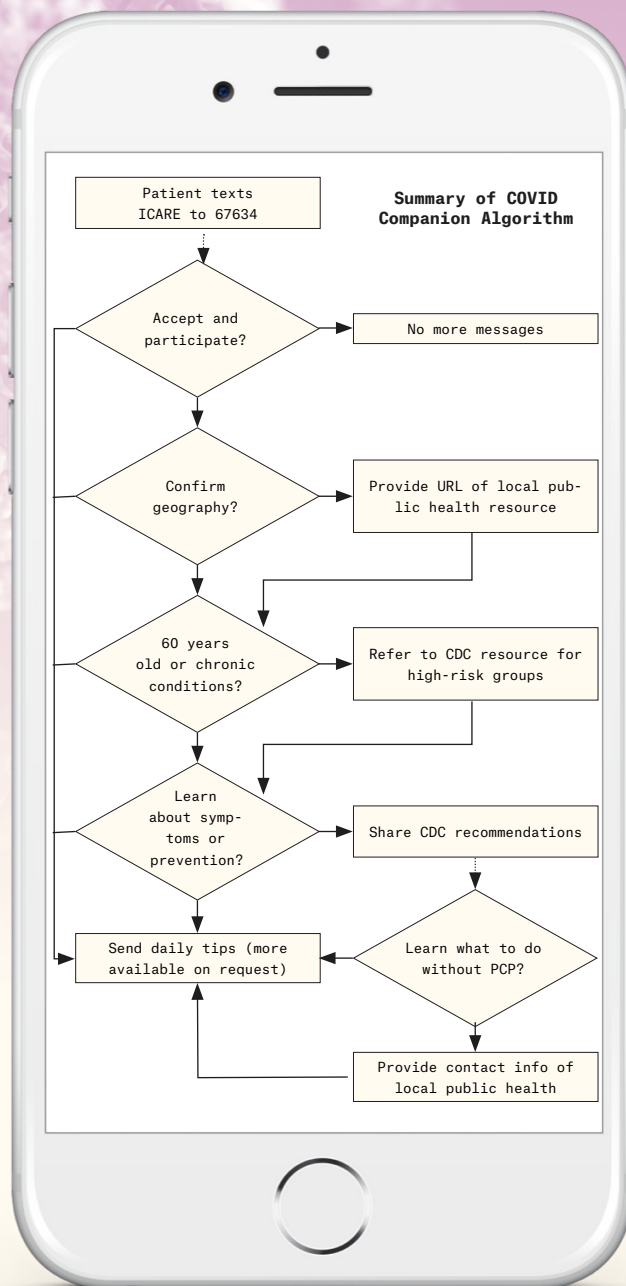 Patient texts
ICARE to 67634
Summary of COVID
Companion Algorithm
Accept and
participate?
No more messages
Confirm
geography?
Provide URL of local pub-
lic health resource
60 years
old or chronic
conditions?
Refer to CDC resource for
high-risk groups
Learn
about symp-
toms or
prevention?
Share CDC recommendations
Send daily tips (more
available on request)
Learn what to do
without PCP?
Provide contact info of
local public health